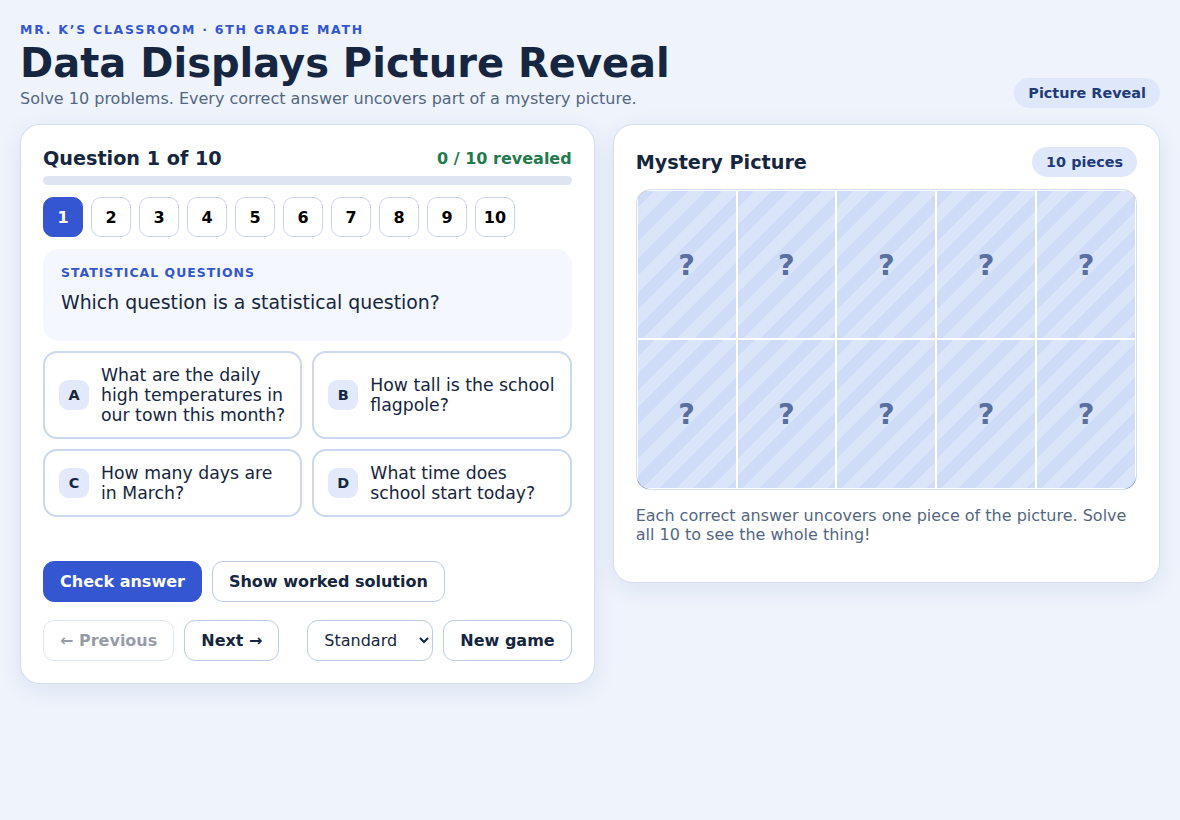 MR. K’S CLASSROOM · 6TH GRADE MATH
Data Displays Picture Reveal
Solve 10 problems. Every correct answer uncovers part of a mystery picture.
Picture Reveal
Question 1 of 10
0 / 10 revealed
1 2 3 4 5 6 7 8 9 10
STATISTICAL QUESTIONS
Which question is a statistical question?
A
What are the daily
high temperatures in
our town this month?
B
How tall is the school
flagpole?
C
How many days are
in March?
D
What time does
school start today?
Check answer
Show worked solution
← Previous
Next →
Standard
New game
Mystery Picture
10 pieces
? ? ? ? ?
? ? ? ? ?
Each correct answer uncovers one piece of the picture. Solve
all 10 to see the whole thing!